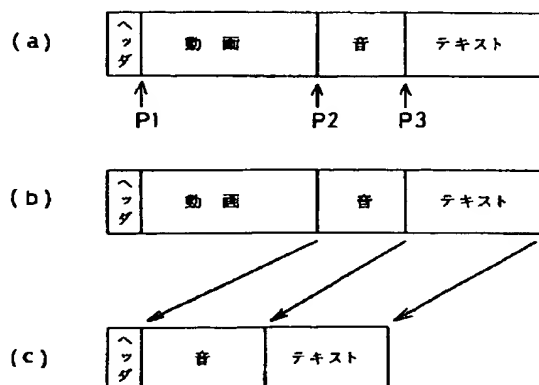 (a) ヘッダ 動画 音 テキスト
P1 P2 P3
(b) ヘッダ 動画 音 テキスト
(c) ヘッダ 音 テキスト